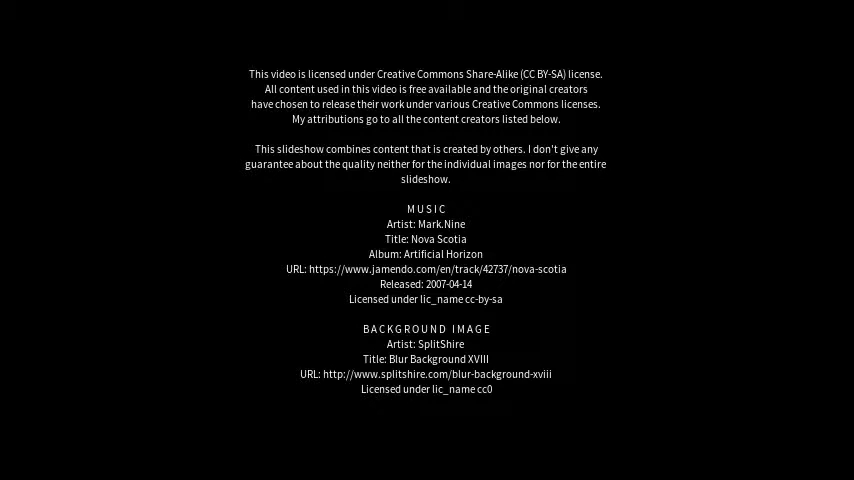 This video is licensed under Creative Commons Share-Alike (CC BY-SA) license.
All content used in this video is free available and the original creators
have chosen to release their work under various Creative Commons licenses.
My attributions go to all the content creators listed below.
This slideshow combines content that is created by others. I don't give any
guarantee about the quality neither for the individual images nor for the entire
slideshow.
MUSIC
Artist: Mark.Nine
Title: Nova Scotia
Album: Artificial Horizon
URL: https://www.jamendo.com/en/track/42737/nova-scotia
Released: 2007-04-14
Licensed under lic_name cc-by-sa
BACKGROUND IMAGE
Artist: SplitShire
Title: Blur Background XVIII
URL: http://www.splitshire.com/blur-background-xviii
Licensed under lic_name cc0